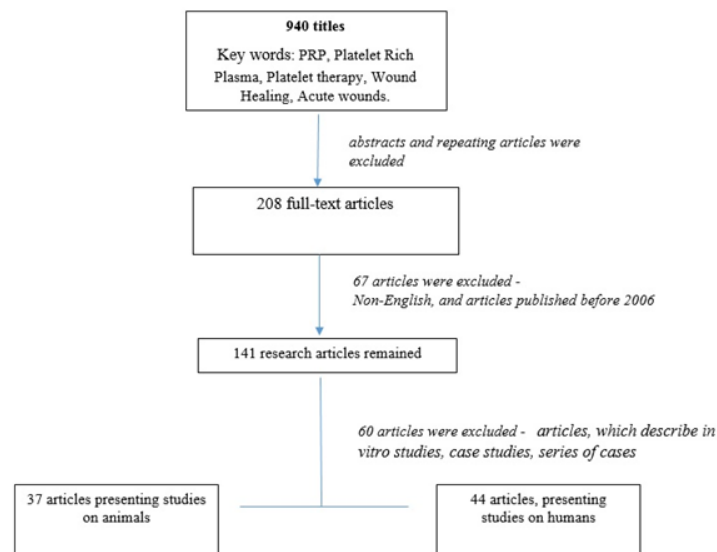 940 titles
Key words: PRP, Platelet Rich
Plasma, Platelet therapy, Wound
Healing, Acute wounds.
abstracts and repeating articles were
excluded
208 full-text articles
67 articles were excluded -
Non-English, and articles published before 2006
141 research articles remained
60 articles were excluded - articles, which describe in
vitro studies, case studies, series of cases
37 articles presenting studies
on animals
44 articles, presenting
studies on humans